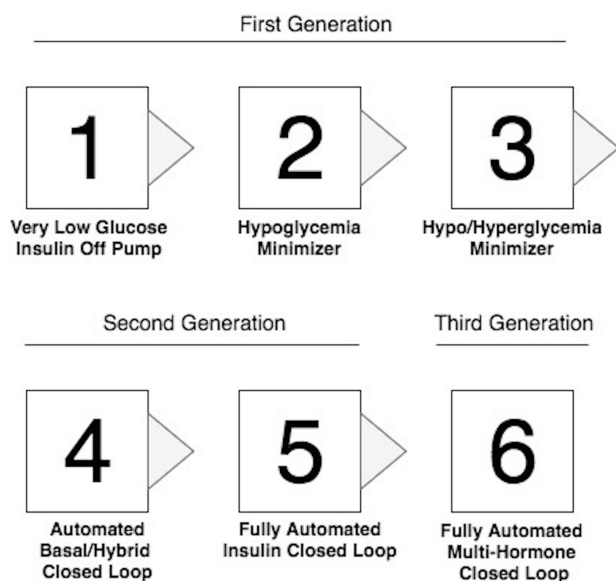 First Generation
1
2
3
Very Low Glucose
Insulin Off Pump
Hypoglycemia
Minimizer
Hypo/Hyperglycemia
Minimizer
Second Generation
Third Generation
4
5
6
Automated
Basal/Hybrid
Closed Loop
Fully Automated
Insulin Closed Loop
Fully Automated
Multi-Hormone
Closed Loop